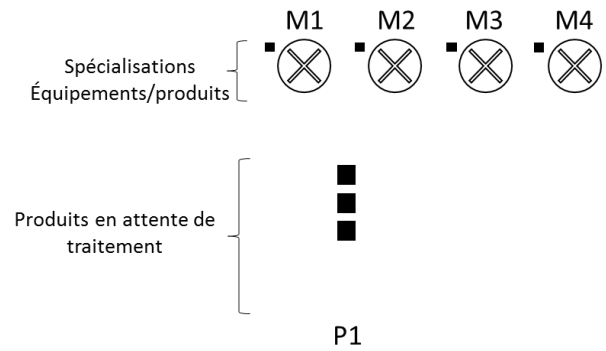 M1 M2 M3 M4
Spécialisations
Équipements/produits
Produits en attente de
traitement
P1